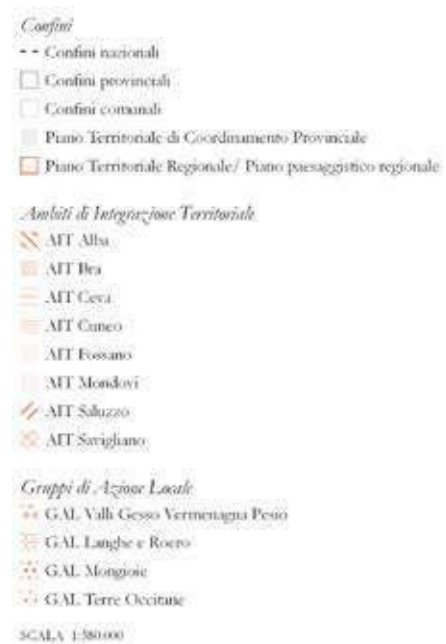 Confini
Confini nazionali
Confini provinciali
Confini comunali
Piano Territoriale di Coordinamento Provinciale
Piano Territoriale Regionale/ Piano paesaggistico regionale
Ambiti di Integrazione Territoriale
AIT Alba
AIT Bra
AIT Ceva
AIT Cuneo
AIT Fossano
AIT Mondovì
AIT Saluzzo
AIT Savigliano
Gruppi di Azione Locale
GAL Valli Gesso Vermenagna Pesio
GAL Langhe e Roero
GAL Mongioie
GAL Terre Occitane
SCALA 1:380.000